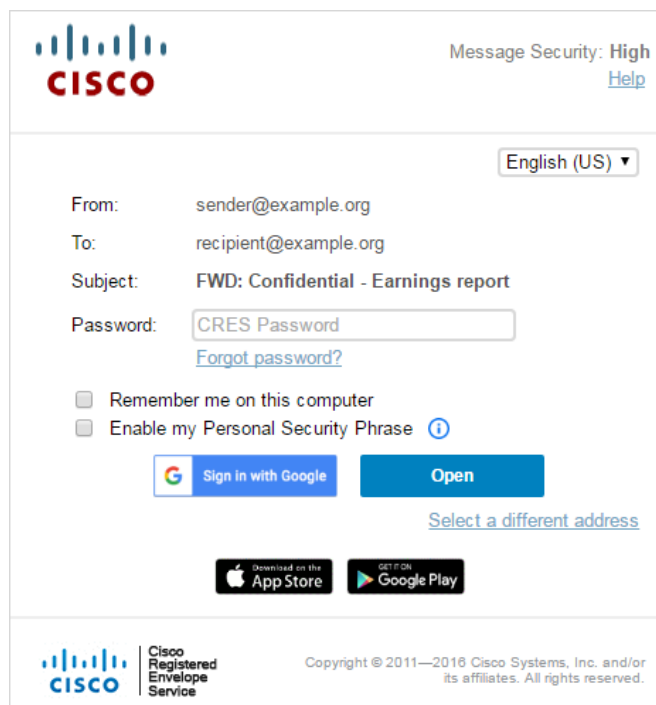 CISCO
Message Security: High
Help
English (US)
From: sender@example.org
To: recipient@example.org
Subject: FWD: Confidential - Earnings report
Password: CRES Password
Forgot password?
Remember me on this computer
Enable my Personal Security Phrase
G Sign in with Google
Open
Select a different address
Download on the
App Store
GET IT ON
Google Play
CISCO
Cisco
Registered
Envelope
Service
Copyright © 2011—2016 Cisco Systems, Inc. and/or
its affiliates. All rights reserved.